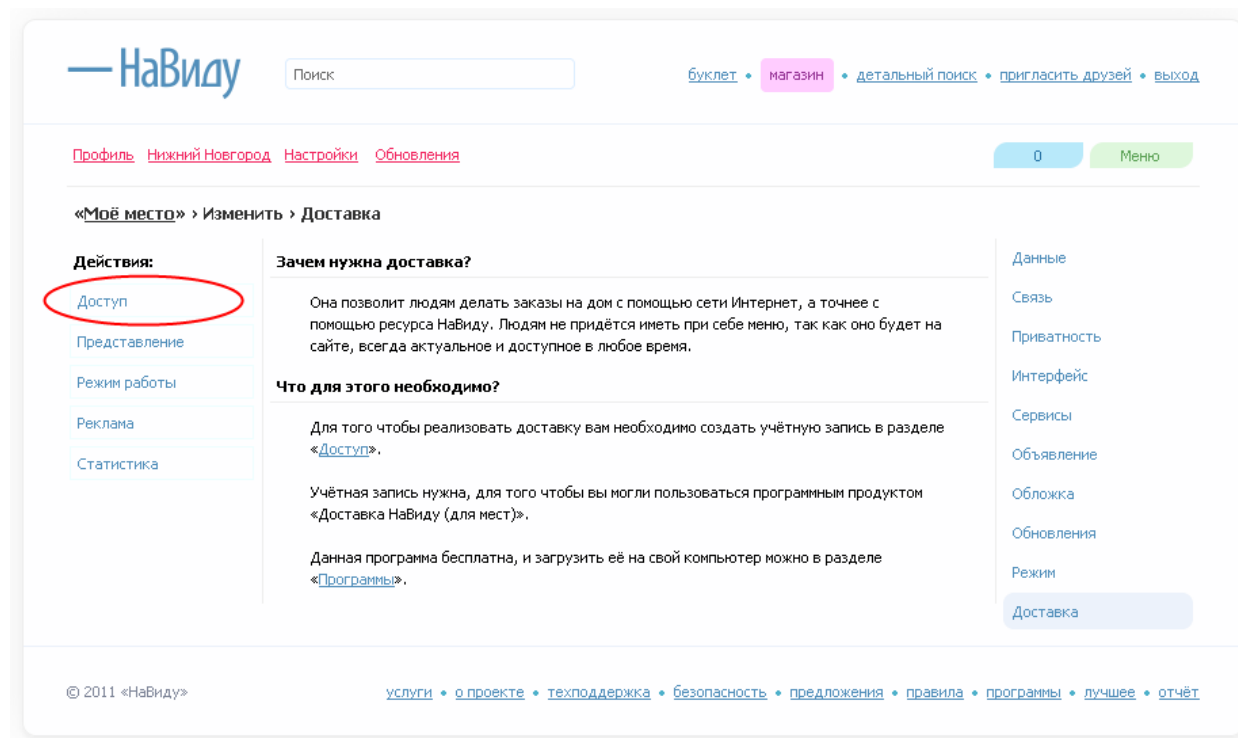 — НаВиду
Поиск
буклет • магазин • детальный поиск • пригласить друзей • выход
Профиль Нижний Новгород Настройки Обновления
0 Меню
«Моё место» › Изменить › Доставка
Действия:
Доступ
Представление
Режим работы
Реклама
Статистика
Зачем нужна доставка?
Она позволит людям делать заказы на дом с помощью сети Интернет, а точнее с
помощью ресурса НаВиду. Людям не придётся иметь при себе меню, так как оно будет на
сайте, всегда актуальное и доступное в любое время.
Что для этого необходимо?
Для того чтобы реализовать доставку вам необходимо создать учётную запись в разделе
«Доступ».
Учётная запись нужна, для того чтобы вы могли пользоваться программным продуктом
«Доставка НаВиду (для мест)».
Данная программа бесплатна, и загрузить её на свой компьютер можно в разделе
«Программы».
Данные
Связь
Приватность
Интерфейс
Сервисы
Объявление
Обложка
Обновления
Режим
Доставка
© 2011 «НаВиду»
услуги • о проекте • техподдержка • безопасность • предложения • правила • программы • лучшее • отчёт